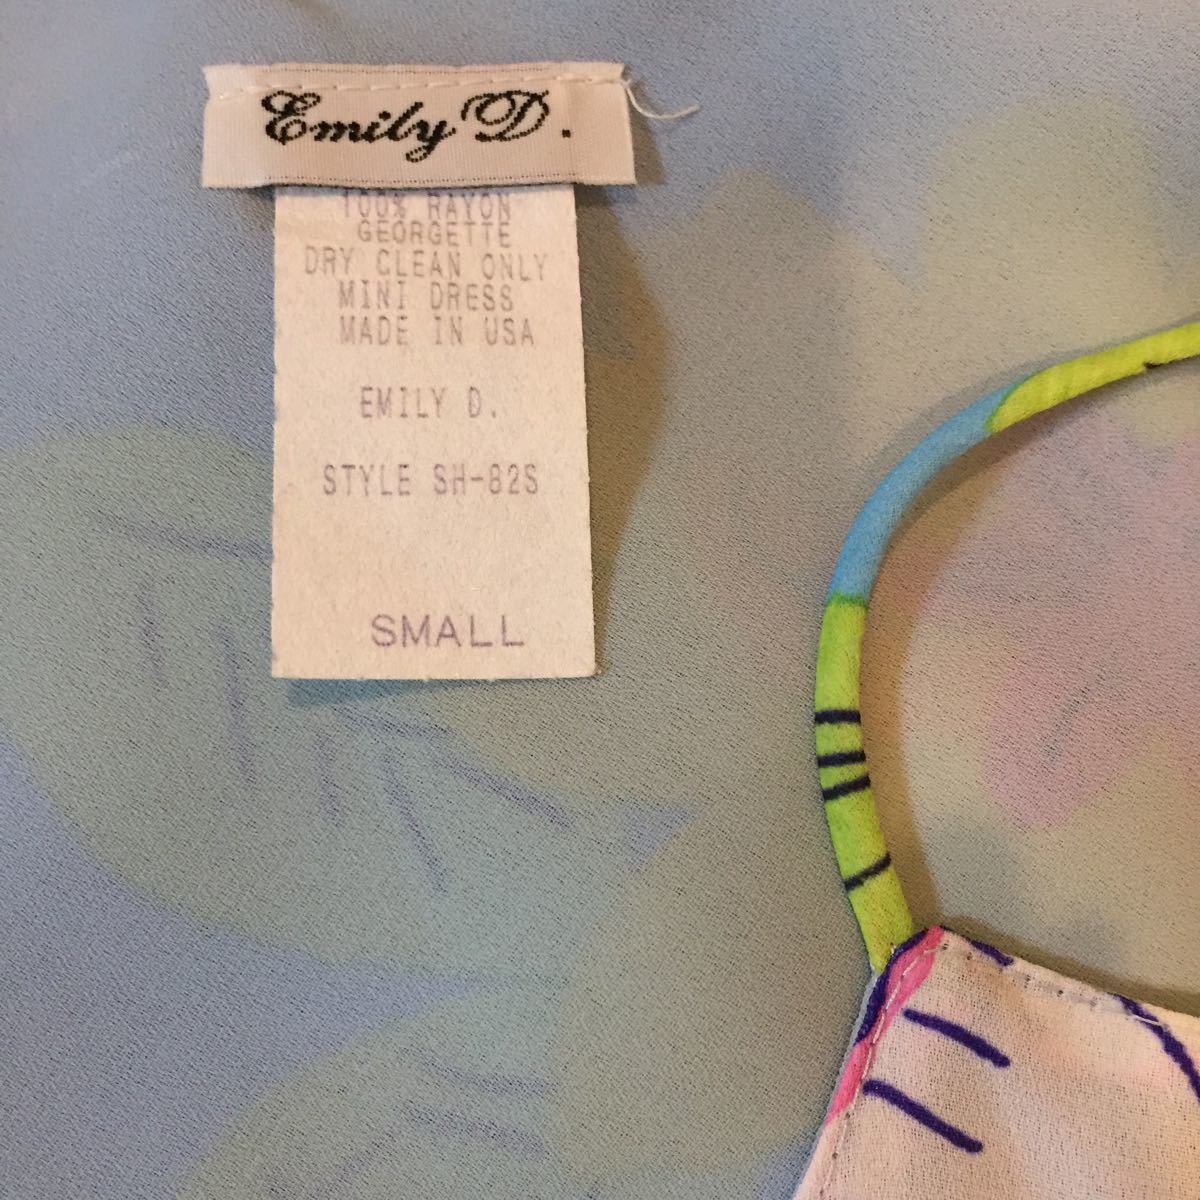 Emily D.
100% RAYON
GEORGETTE
DRY CLEAN ONLY
MINI DRESS
MADE IN USA
EMILY D.
STYLE SH-82S
SMALL